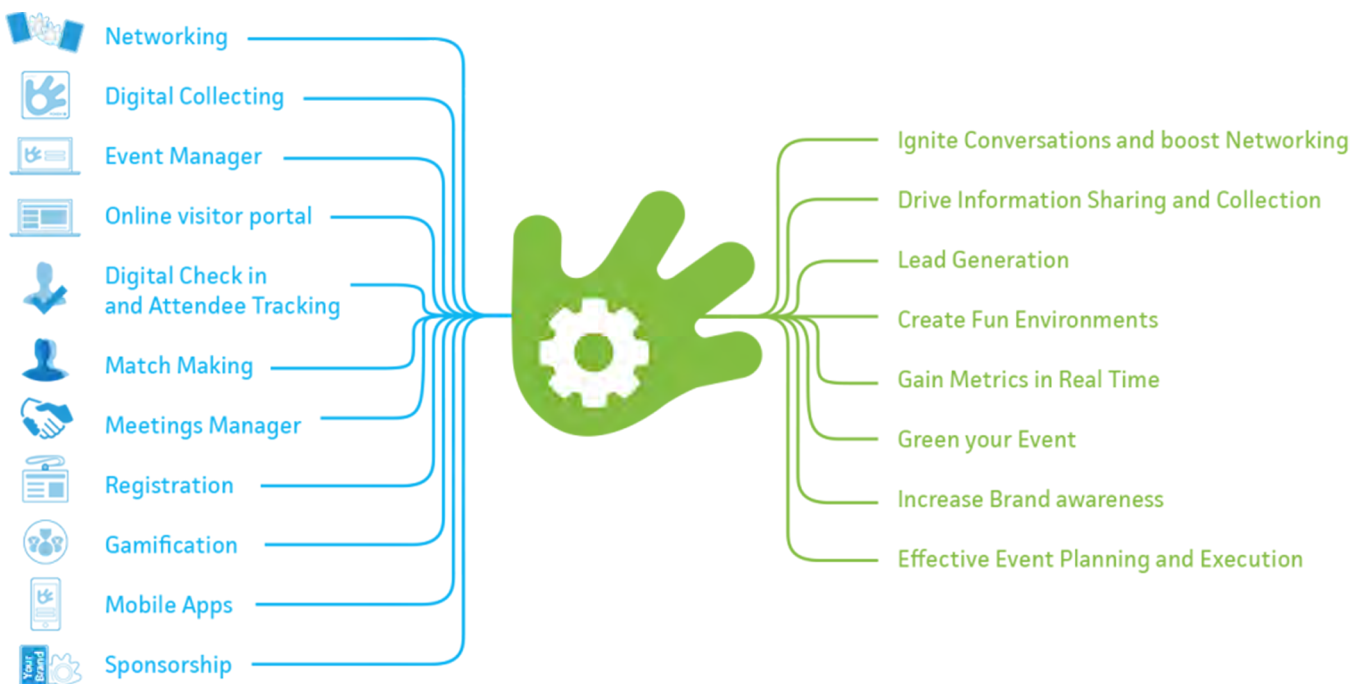 Networking
Digital Collecting
Event Manager
Online visitor portal
Digital Check in
and Attendee Tracking
Match Making
Meetings Manager
Registration
Gamification
Mobile Apps
Your
Brand
Sponsorship
Ignite Conversations and boost Networking
Drive Information Sharing and Collection
Lead Generation
Create Fun Environments
Gain Metrics in Real Time
Green your Event
Increase Brand awareness
Effective Event Planning and Execution